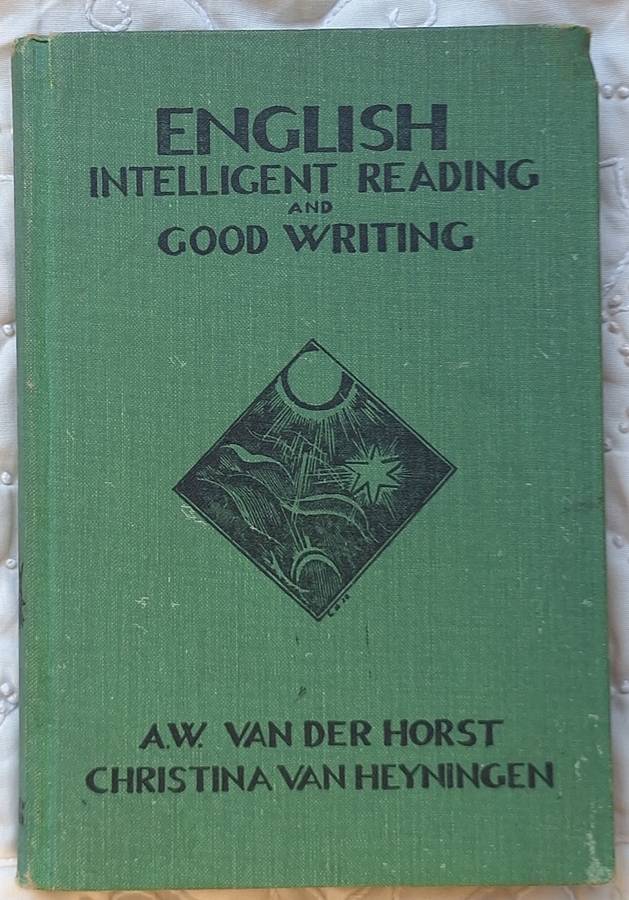 ENGLISH
INTELLIGENT READING
AND
GOOD WRITING
A.W. VAN DER HORST
CHRISTINA VAN HEYNINGEN